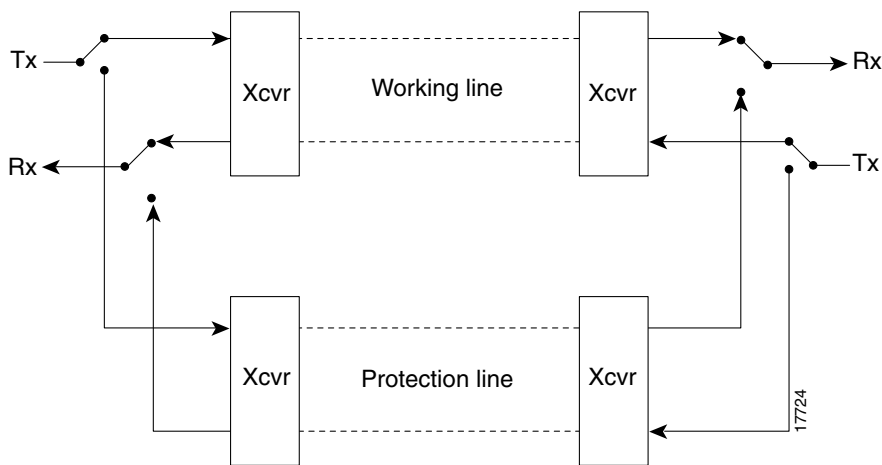 Tx
Rx
Xcvr
Working line
Xcvr
Rx
Tx
Xcvr
Protection line
Xcvr
17724